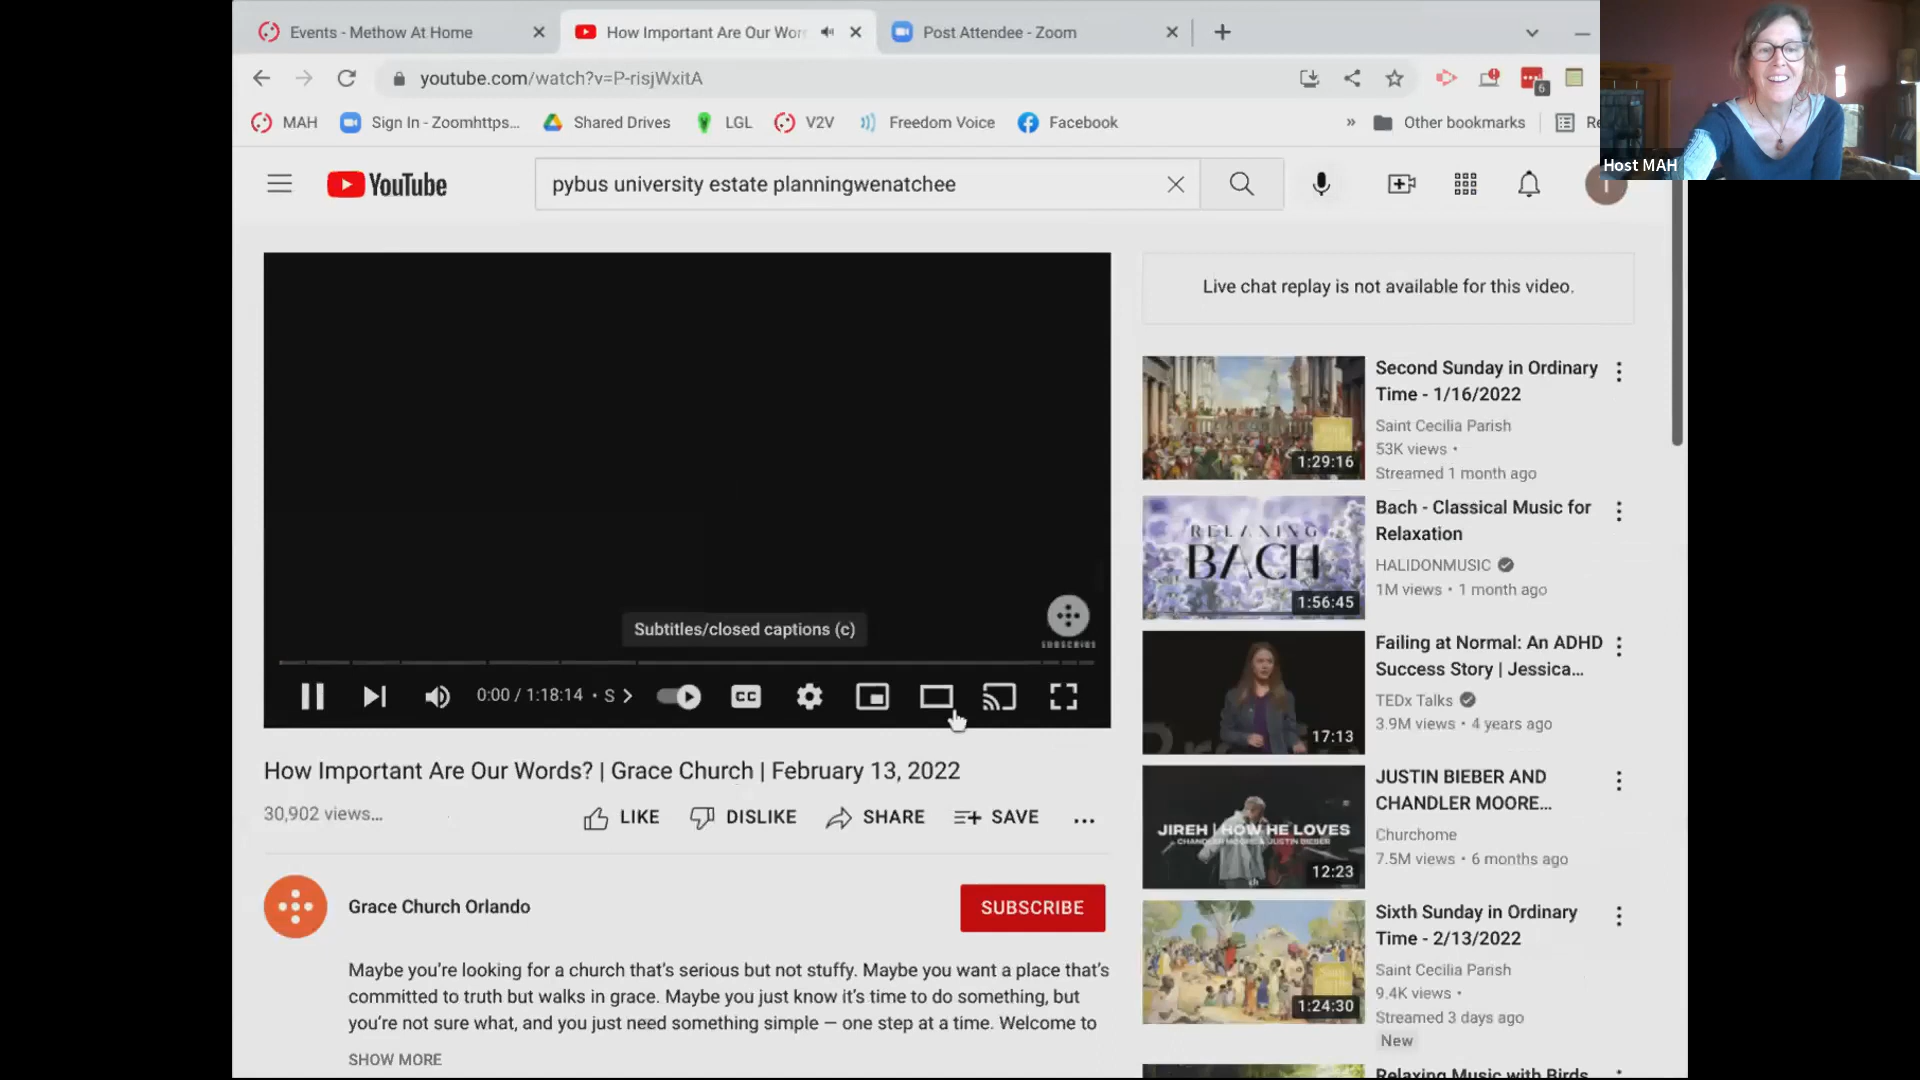 Events - Methow At Home
How Important Are Our Wor
Post Attendee - Zoom
youtube.com/watch?v=P-risjWxitA
6
MAH
Sign In - Zoomhttps...
Shared Drives
LGL
V2V
Freedom Voice
Facebook
»
Other bookmarks
Re
Host MAH
YouTube
pybus university estate planningwenatchee
Live chat replay is not available for this video.
Subtitles/closed captions (c)
SUBSCRIBE
0:00 / 1:18:14 • S
CC
How Important Are Our Words? | Grace Church | February 13, 2022
30,902 views...
LIKE
DISLIKE
SHARE
SAVE
...
Grace Church Orlando
SUBSCRIBE
Maybe you're looking for a church that's serious but not stuffy. Maybe you want a place that's
committed to truth but walks in grace. Maybe you just know it's time to do something, but
you're not sure what, and you just need something simple — one step at a time. Welcome to
SHOW MORE
1:29:16
Second Sunday in Ordinary
Time - 1/16/2022
Saint Cecilia Parish
53K views •
Streamed 1 month ago
RELAXING
BACH
1:56:45
Bach - Classical Music for
Relaxation
HALIDONMUSIC
1M views • 1 month ago
17:13
Failing at Normal: An ADHD
Success Story | Jessica...
TEDx Talks
3.9M views • 4 years ago
JIREH | HOW HE LOVES
CHANDLER MOORE & JUSTIN BIEBER
12:23
JUSTIN BIEBER AND
CHANDLER MOORE...
Churchome
7.5M views • 6 months ago
1:24:30
Sixth Sunday in Ordinary
Time - 2/13/2022
Saint Cecilia Parish
9.4K views •
Streamed 3 days ago
New
Relaxing Music with Birds